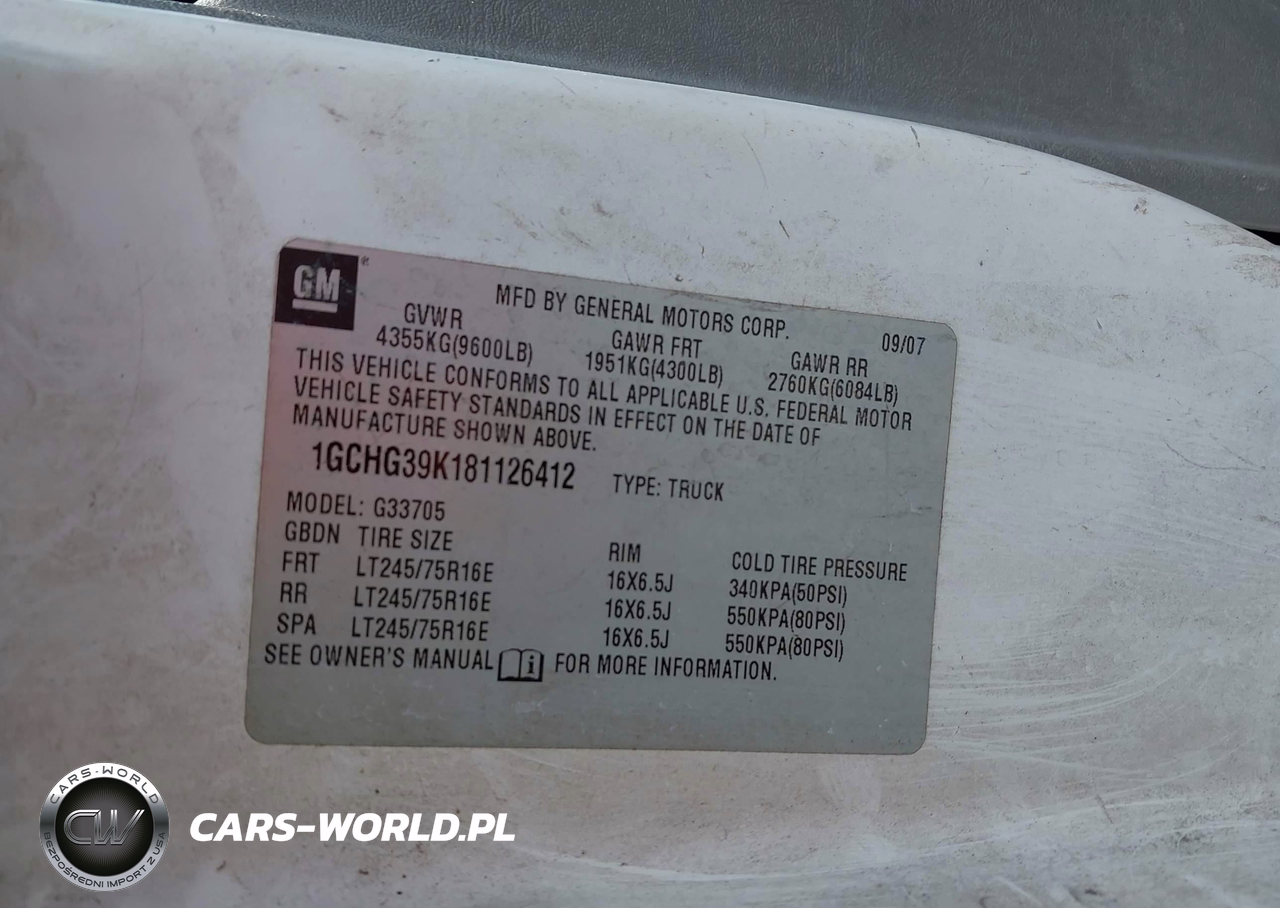 GM®
MFD BY GENERAL MOTORS CORP. 09/07
GVWR GAWR FRT GAWR RR
4355KG(9600LB) 1951KG(4300LB) 2760KG(6084LB)
THIS VEHICLE CONFORMS TO ALL APPLICABLE U.S. FEDERAL MOTOR
VEHICLE SAFETY STANDARDS IN EFFECT ON THE DATE OF
MANUFACTURE SHOWN ABOVE.
1GCHG39K181126412 TYPE: TRUCK
MODEL: G33705
GBDN TIRE SIZE RIM COLD TIRE PRESSURE
FRT LT245/75R16E 16X6.5J 340KPA(50PSI)
RR LT245/75R16E 16X6.5J 550KPA(80PSI)
SPA LT245/75R16E 16X6.5J 550KPA(80PSI)
SEE OWNER'S MANUAL FOR MORE INFORMATION.
CARS-WORLD
CW
BEZPOŚREDNI IMPORT Z USA
CARS-WORLD.PL